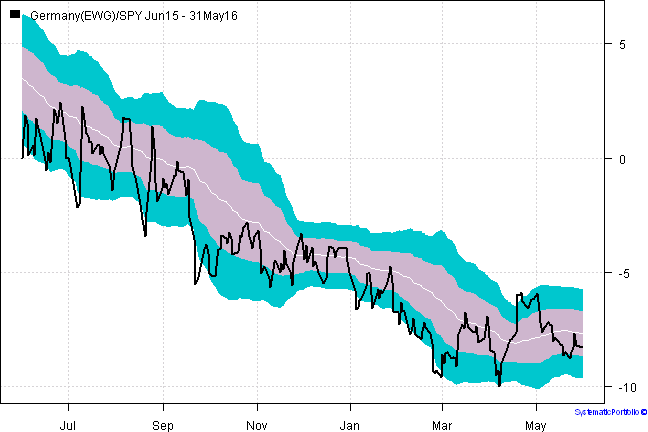 Germany(EWG)/SPY Jun15 - 31May16
5
0
-5
-10
Jul Sep Nov Jan Mar May
SystematicPortfolio ©